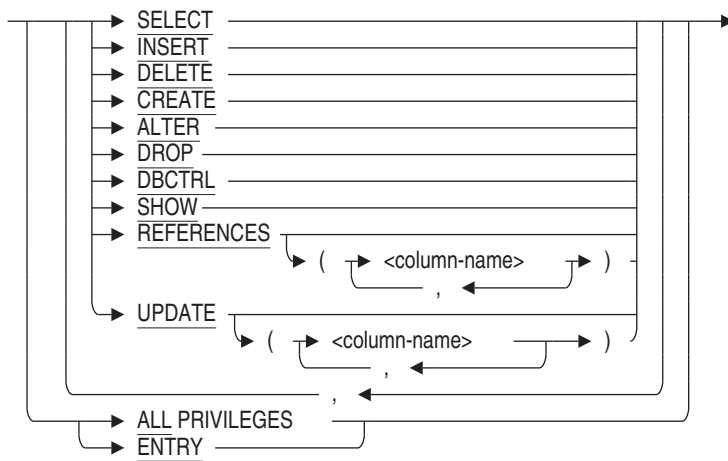 SELECT
INSERT
DELETE
CREATE
ALTER
DROP
DBCTRL
SHOW
REFERENCES
( <column-name> )
,
UPDATE
( <column-name> )
,
,
ALL PRIVILEGES
ENTRY